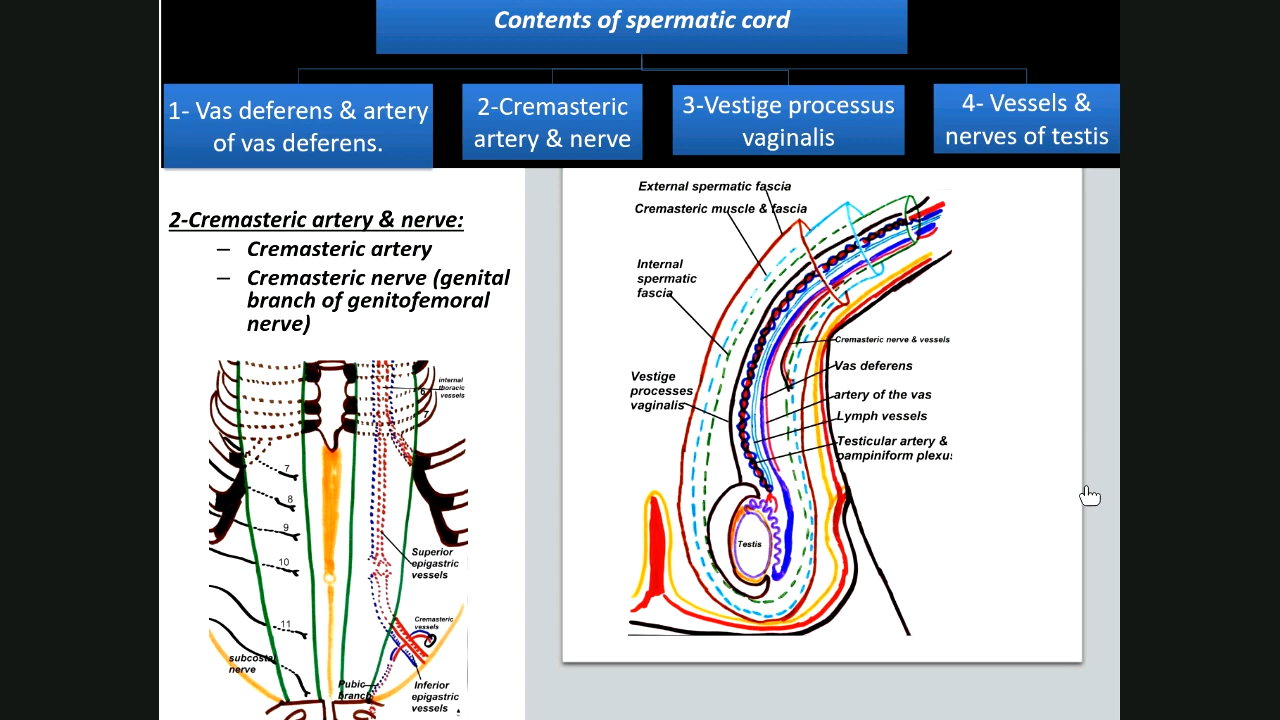 Contents of spermatic cord
1- Vas deferens & artery
of vas deferens.
2-Cremasteric
artery & nerve
3-Vestige processus
vaginalis
4- Vessels &
nerves of testis
2-Cremasteric artery & nerve:
– Cremasteric artery
– Cremasteric nerve (genital
branch of genitofemoral
nerve)
internal
thoracic
vessels
6
7
7
8
9
10
11
subcostal
nerve
Superior
epigastric
vessels
Cremasteric
vessels
Pubic
branch
Inferior
epigastric
vessels
External spermatic fascia
Cremasteric muscle & fascia
Internal
spermatic
fascia
Vestige
processes
vaginalis
Cremasteric nerve & vessels
Vas deferens
artery of the vas
Lymph vessels
Testicular artery &
pampiniform plexus
Testis